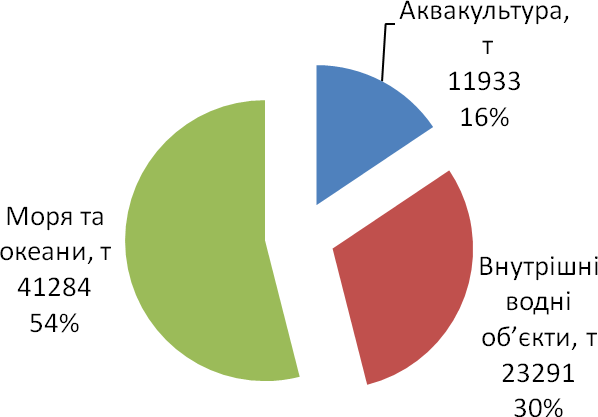 Аквакультура,
т
11933
16%
Моря та
океани, т
41284
54%
Внутрішні
водні
об’єкти, т
23291
30%